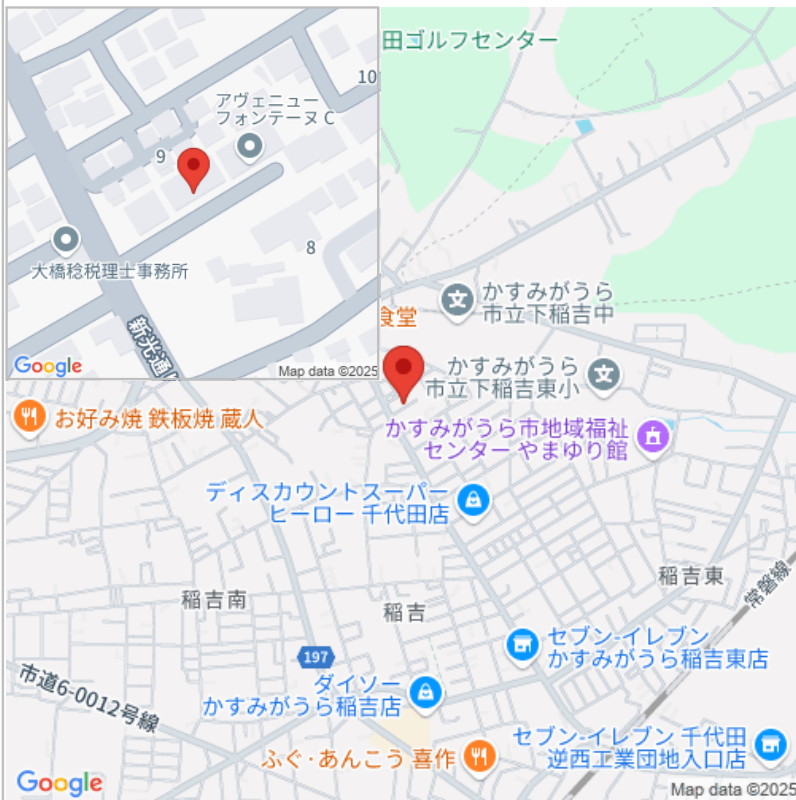 田ゴルフセンター
10
アヴェニュー
フォンテーヌ C
9
8
大橋稔税理士事務所
新光通り
Google
Map data ©2025
かすみがうら
市立下稲吉中
食堂
かすみがうら
市立下稲吉東小
お好み焼 鉄板焼 蔵人
かすみがうら市地域福祉
センター やまゆり館
ディスカウントスーパー
ヒーロー 千代田店
稲吉東
常磐線
稲吉南
稲吉
セブン-イレブン
かすみがうら稲吉東店
197
市道6-0012号線
ダイソー
かすみがうら稲吉店
セブン-イレブン 千代田
逆西工業団地入口店
ふぐ・あんこう 喜作
Google
Map data ©2025